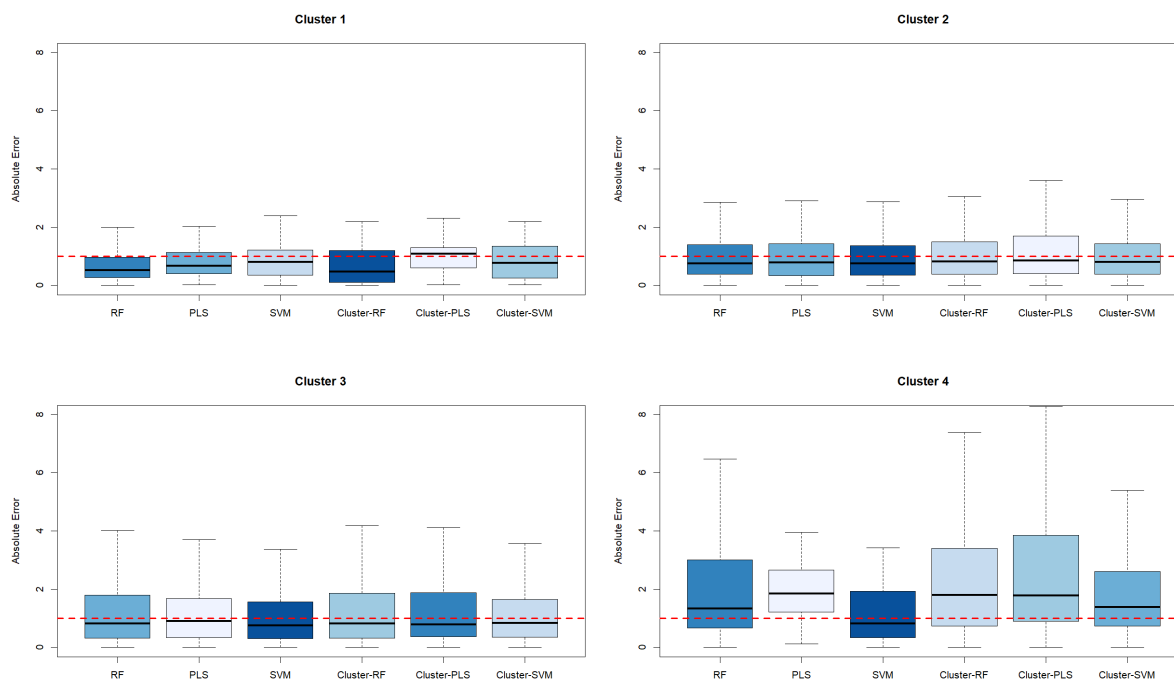 Cluster 1
Absolute Error
8
6
4
2
0
RF PLS SVM Cluster-RF Cluster-PLS Cluster-SVM
Cluster 2
Absolute Error
8
6
4
2
0
RF PLS SVM Cluster-RF Cluster-PLS Cluster-SVM
Cluster 3
Absolute Error
8
6
4
2
0
RF PLS SVM Cluster-RF Cluster-PLS Cluster-SVM
Cluster 4
Absolute Error
8
6
4
2
0
RF PLS SVM Cluster-RF Cluster-PLS Cluster-SVM